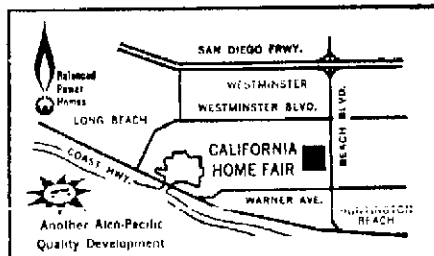 SAN DIEGO FRWY.
Balanced
Power
Homes
WESTMINSTER
WESTMINSTER BLVD.
LONG BEACH
BEACH BLVD.
COAST HWY.
CALIFORNIA
HOME FAIR
WARNER AVE.
HUNTINGTON
BEACH
Another Alco-Pacific
Quality Development